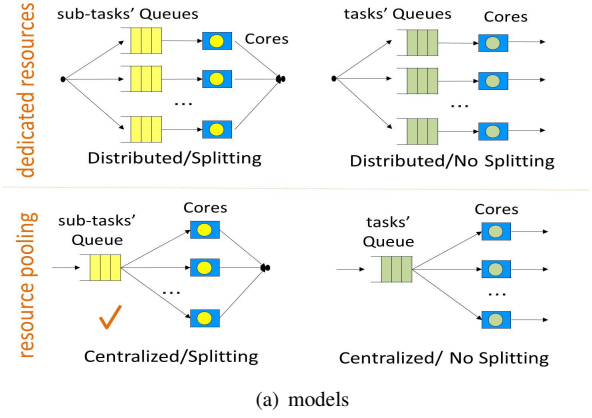 dedicated resources
sub-tasks' Queues
Cores
...
Distributed/Splitting
tasks' Queues
Cores
...
Distributed/No Splitting
resource pooling
sub-tasks'
Queue
Cores
...
Centralized/Splitting
tasks'
Queue
Cores
...
Centralized/ No Splitting
(a) models